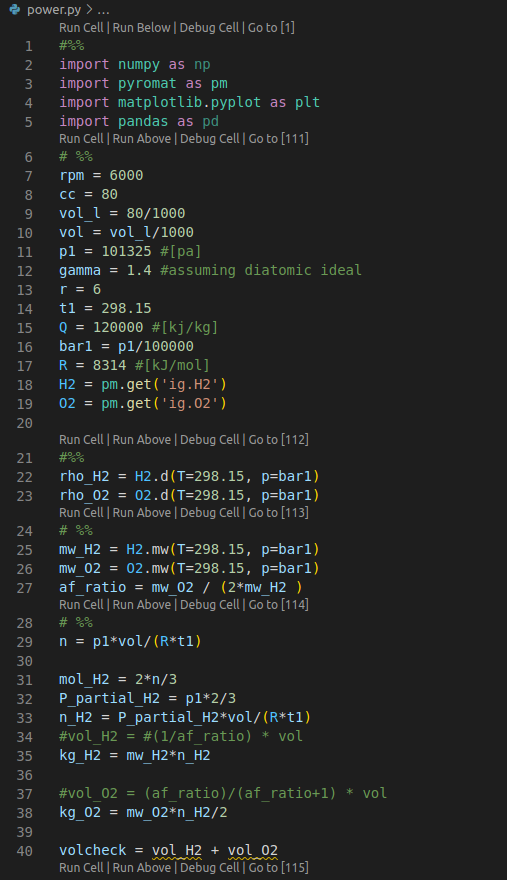 power.py > ...
Run Cell | Run Below | Debug Cell | Go to [1]
1 #%%
2 import numpy as np
3 import pyromat as pm
4 import matplotlib.pyplot as plt
5 import pandas as pd
Run Cell | Run Above | Debug Cell | Go to [111]
6 # %%
7 rpm = 6000
8 cc = 80
9 vol_l = 80/1000
10 vol = vol_l/1000
11 p1 = 101325 #[pa]
12 gamma = 1.4 #assuming diatomic ideal
13 r = 6
14 t1 = 298.15
15 Q = 120000 #[kj/kg]
16 bar1 = p1/100000
17 R = 8314 #[kJ/mol]
18 H2 = pm.get('ig.H2')
19 O2 = pm.get('ig.O2')
20
Run Cell | Run Above | Debug Cell | Go to [112]
21 #%%
22 rho_H2 = H2.d(T=298.15, p=bar1)
23 rho_O2 = O2.d(T=298.15, p=bar1)
Run Cell | Run Above | Debug Cell | Go to [113]
24 # %%
25 mw_H2 = H2.mw(T=298.15, p=bar1)
26 mw_O2 = O2.mw(T=298.15, p=bar1)
27 af_ratio = mw_O2 / (2*mw_H2 )
Run Cell | Run Above | Debug Cell | Go to [114]
28 # %%
29 n = p1*vol/(R*t1)
30
31 mol_H2 = 2*n/3
32 P_partial_H2 = p1*2/3
33 n_H2 = P_partial_H2*vol/(R*t1)
34 #vol_H2 = #(1/af_ratio) * vol
35 kg_H2 = mw_H2*n_H2
36
37 #vol_O2 = (af_ratio)/(af_ratio+1) * vol
38 kg_O2 = mw_O2*n_H2/2
39
40 volcheck = vol_H2 + vol_O2
Run Cell | Run Above | Debug Cell | Go to [115]